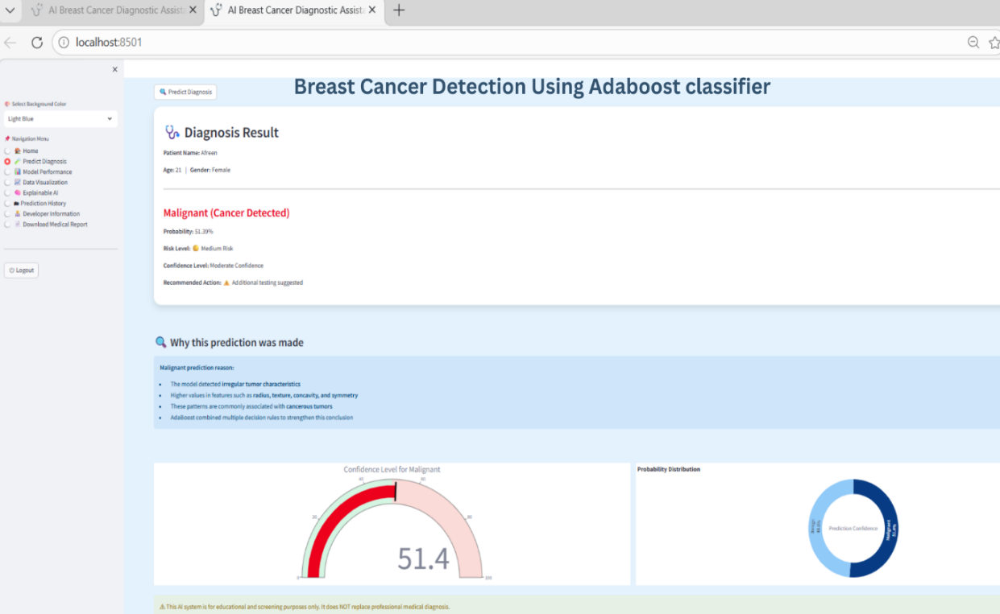 AI Breast Cancer Diagnostic Assist
AI Breast Cancer Diagnostic Assist
localhost:8501
Select Background Color
Light Blue
Navigation Menu
Home
Predict Diagnosis
Model Performance
Data Visualization
Explainable AI
Prediction History
Developer Information
Download Medical Report
Logout
Predict Diagnosis
Breast Cancer Detection Using Adaboost classifier
Diagnosis Result
Patient Name: Afreen
Age: 21 | Gender: Female
Malignant (Cancer Detected)
Probability: 51.39%
Risk Level: Medium Risk
Confidence Level: Moderate Confidence
Recommended Action: Additional testing suggested
Why this prediction was made
Malignant prediction reason:
• The model detected irregular tumor characteristics
• Higher values in features such as radius, texture, concavity, and symmetry
• These patterns are commonly associated with cancerous tumors
• AdaBoost combined multiple decision rules to strengthen this conclusion
Confidence Level for Malignant
0
20
40
60
80
100
51.4
Probability Distribution
Benign
48.6%
Prediction Confidence
Malignant
51.4%
This AI system is for educational and screening purposes only. It does NOT replace professional medical diagnosis.